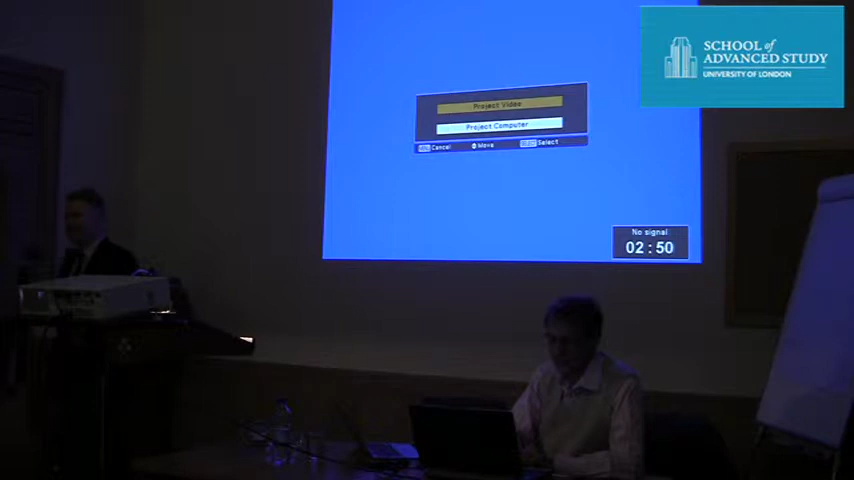 SCHOOL of
ADVANCED STUDY
UNIVERSITY OF LONDON
Project Video
Project Computer
Cancel
Move
Select
No signal
02:50